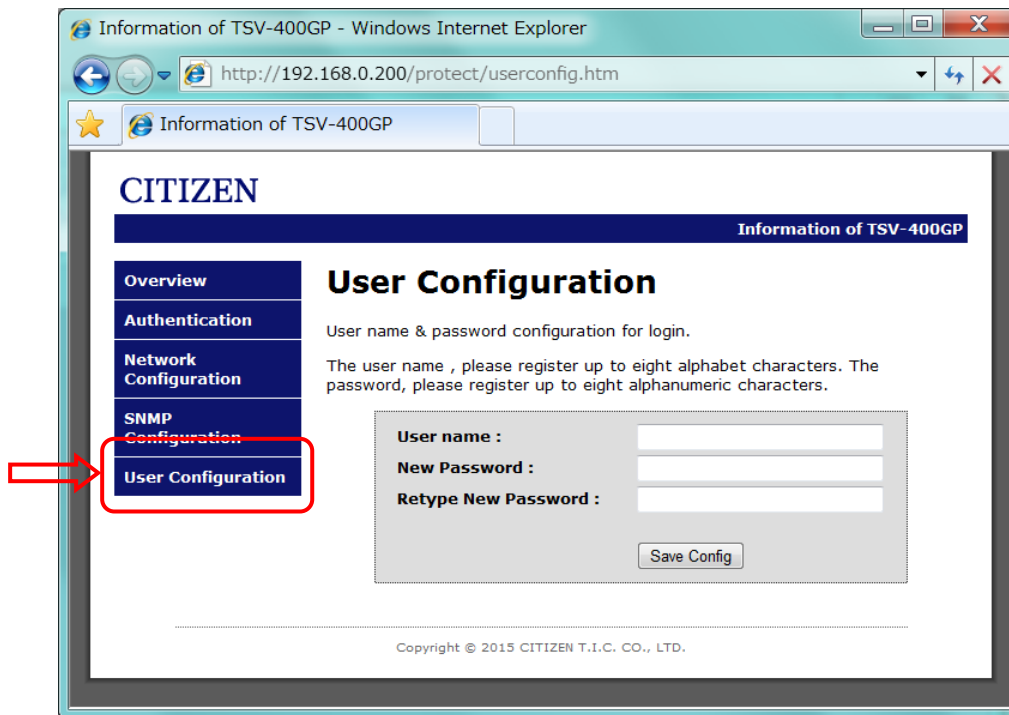 Information of TSV-400GP - Windows Internet Explorer
http://192.168.0.200/protect/userconfig.htm
Information of TSV-400GP
CITIZEN
Information of TSV-400GP
Overview
Authentication
Network
Configuration
SNMP
Configuration
User Configuration
User Configuration
User name & password configuration for login.
The user name , please register up to eight alphabet characters. The
password, please register up to eight alphanumeric characters.
User name :
New Password :
Retype New Password :
Save Config
Copyright © 2015 CITIZEN T.I.C. CO., LTD.